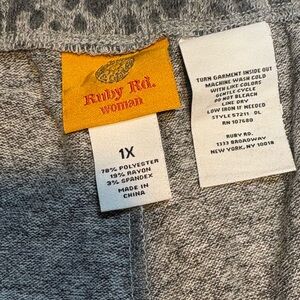 Ruby Rd.
woman
1X
78% POLYESTER
19% RAYON
3% SPANDEX
MADE IN
CHINA
TURN GARMENT INSIDE OUT
MACHINE WASH COLD
WITH LIKE COLORS
GENTLE CYCLE
DO NOT BLEACH
LINE DRY
LOW IRON IF NEEDED
STYLE 57211 DL
RN 107680
RUBY RD.
1333 BROADWAY
NEW YORK, NY 10018